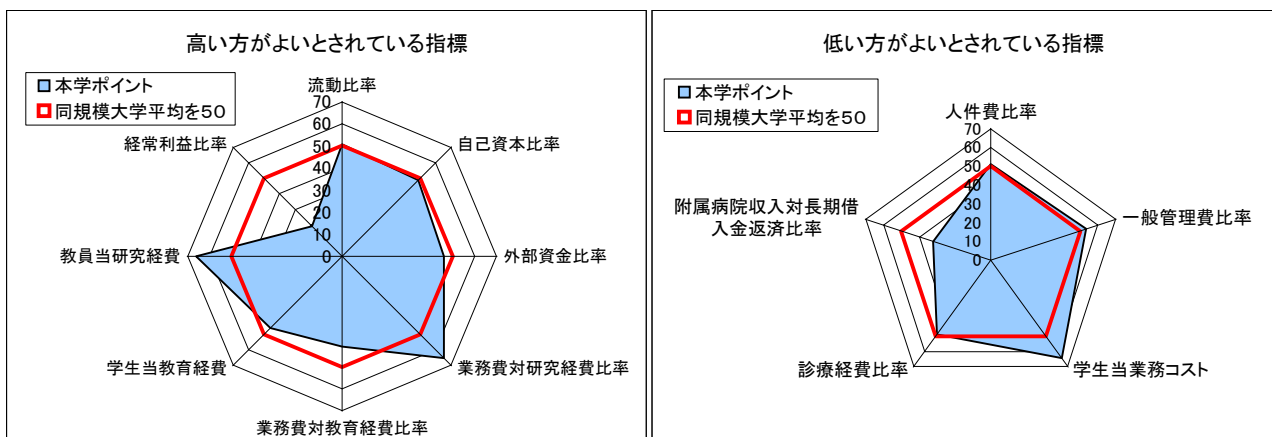 高い方がよいとされている指標
本学ポイント
同規模大学平均を50
流動比率
自己資本比率
外部資金比率
業務費対研究経費比率
業務費対教育経費比率
学生当教育経費
教員当研究経費
経常利益比率
70
60
50
40
30
20
10
0
低い方がよいとされている指標
本学ポイント
同規模大学平均を50
人件費比率
一般管理費比率
学生当業務コスト
診療経費比率
附属病院収入対長期借
入金返済比率
70
60
50
40
30
20
10
0